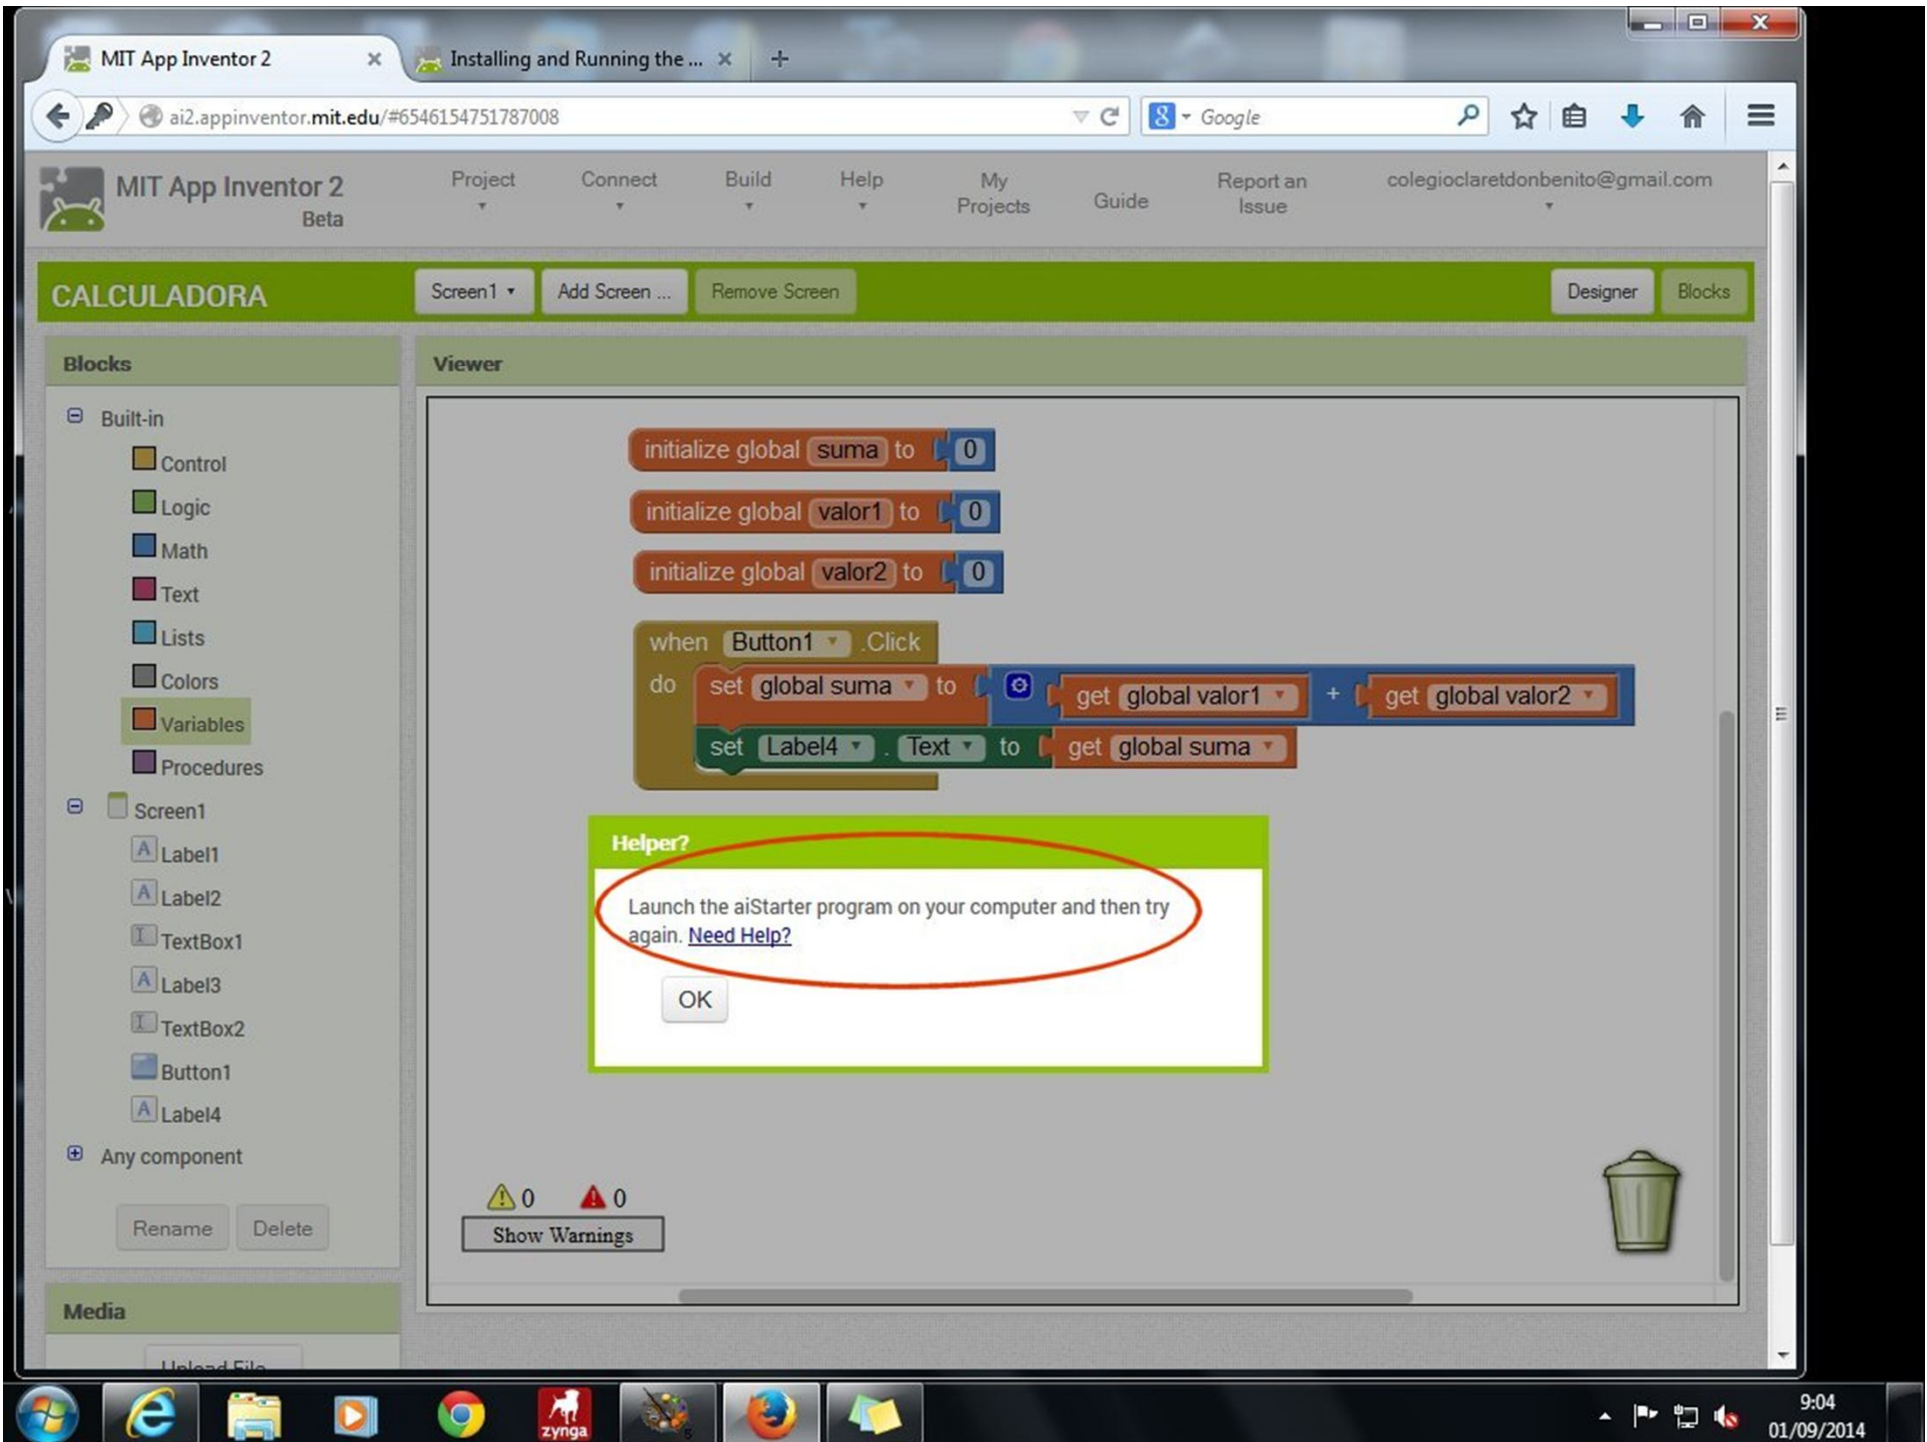 MIT App Inventor 2
Installing and Running the ...
ai2.appinventor.mit.edu/#6546154751787008
8
Google
MIT App Inventor 2
Beta
Project
Connect
Build
Help
My
Projects
Guide
Report an
Issue
colegioclaretdonbenito@gmail.com
CALCULADORA
Screen1
Add Screen ...
Remove Screen
Designer
Blocks
Blocks
Built-in
Control
Logic
Math
Text
Lists
Colors
Variables
Procedures
Screen1
A Label1
A Label2
I TextBox1
A Label3
I TextBox2
Button1
A Label4
Any component
Rename
Delete
Media
Upload File ...
Viewer
initialize global suma to 0
initialize global valor1 to 0
initialize global valor2 to 0
when Button1 .Click
do set global suma to get global valor1 + get global valor2
set Label4 . Text to get global suma
Helper?
Launch the aiStarter program on your computer and then try
again. Need Help?
OK
0 0
Show Warnings
zynga
9:04
01/09/2014